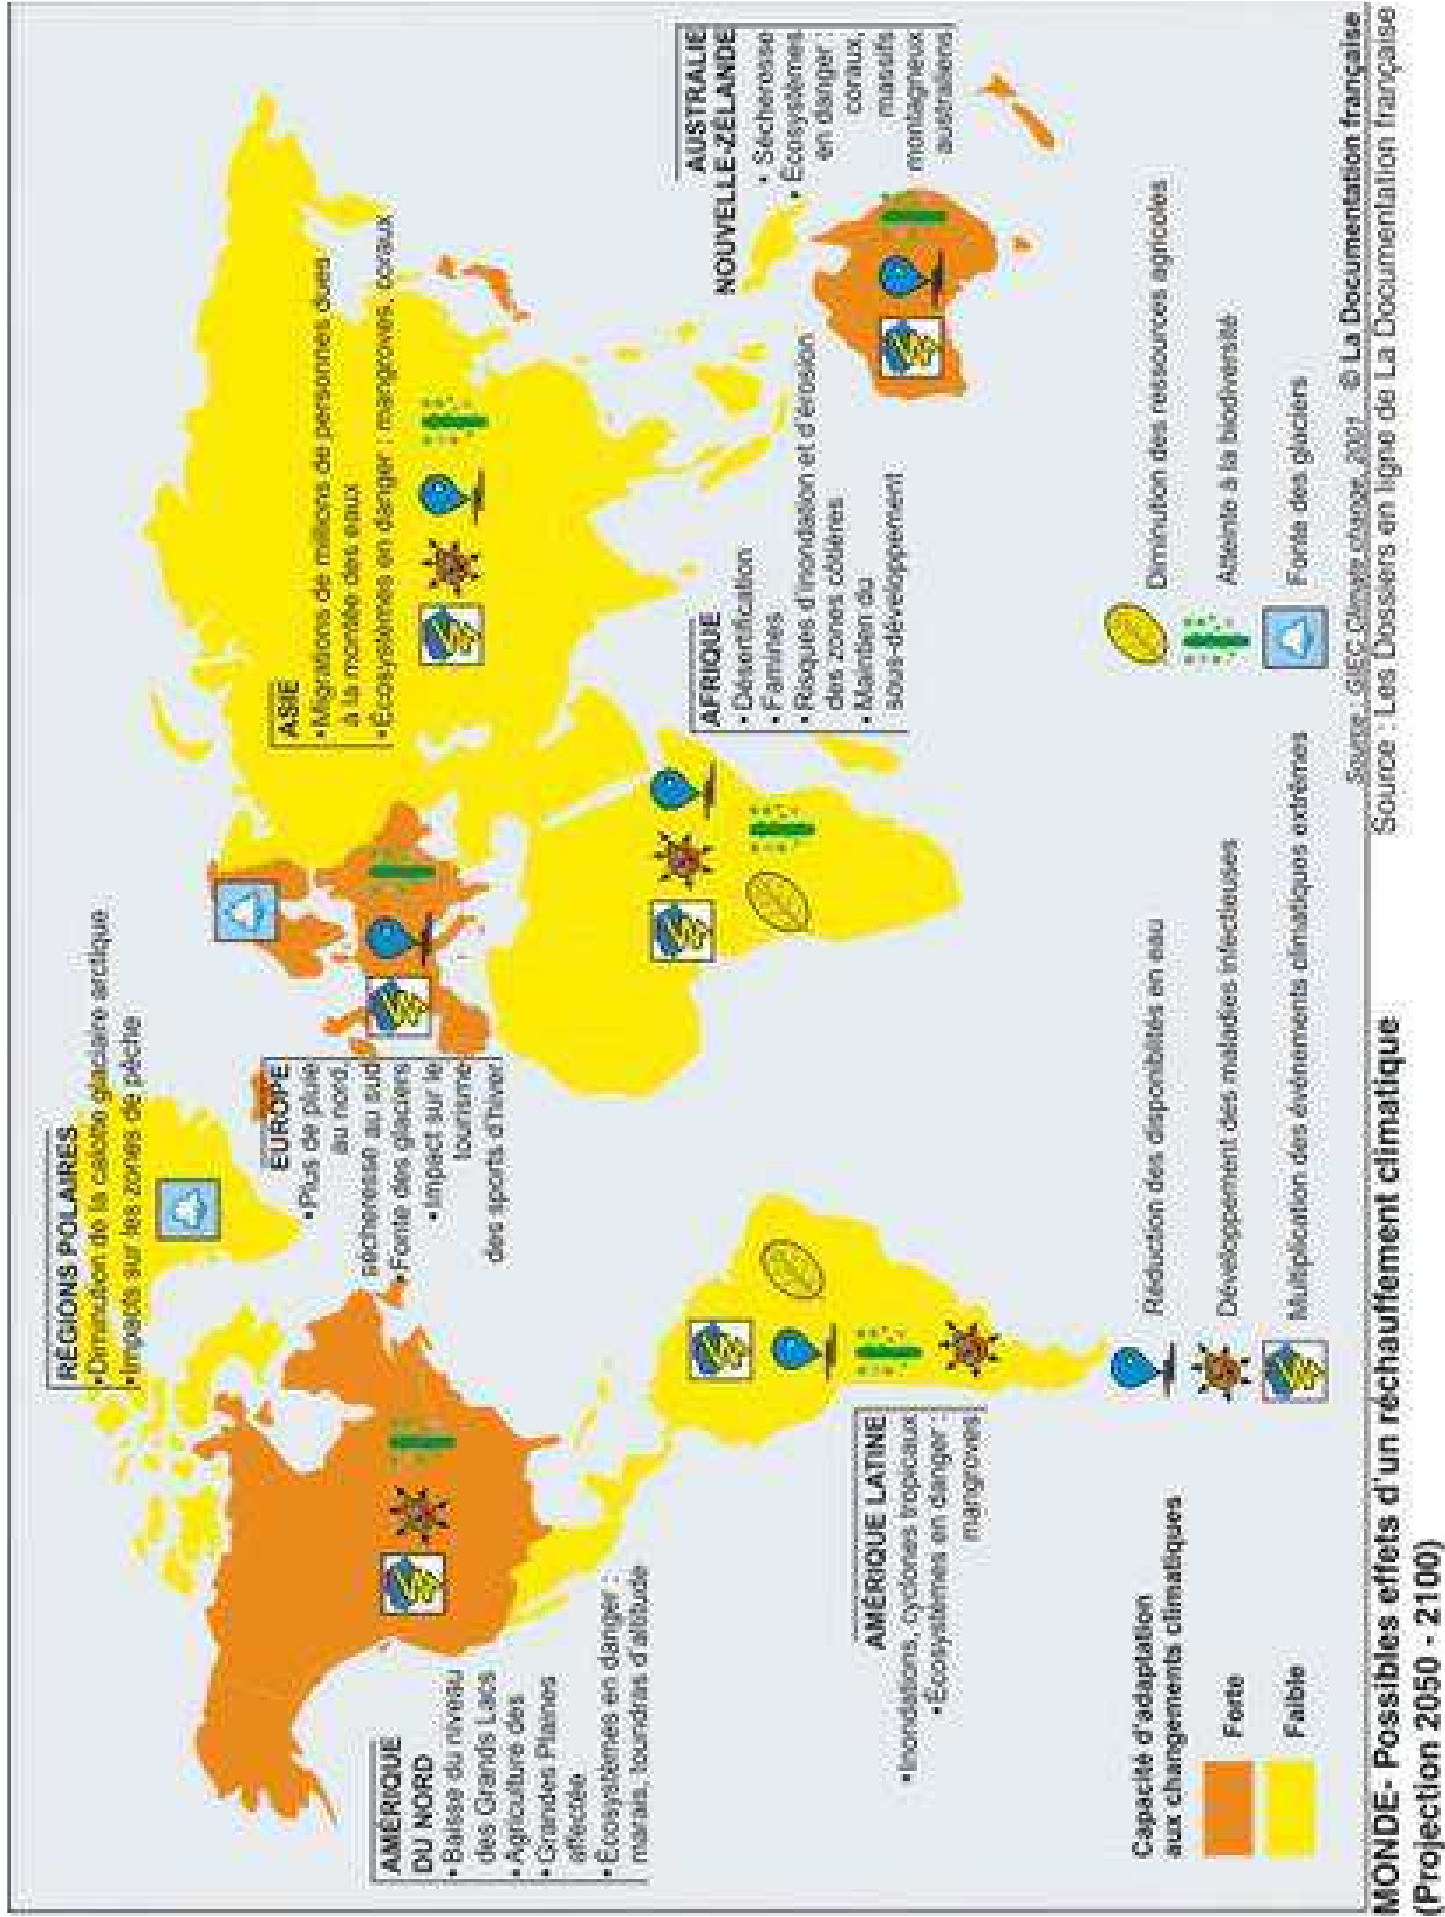 RÉGIONS POLAIRES
•Diminution de la calotte glaciaire arctique
•Impacts sur les zones de pêche
ASIE
•Migrations de millions de personnes dues
à la montée des eaux
•Écosystèmes en danger : mangroves, coraux
EUROPE
• Plus de pluie
au nord,
sécheresse au sud
• Fonte des glaciers
• Impact sur le
tourisme
des sports d'hiver
AMÉRIQUE
DU NORD
• Baisse du niveau
des Grands Lacs
• Agriculture des
• Grandes Plaines
affectée
• Écosystèmes en danger :
marais, toundras d'altitude
AFRIQUE
• Désertification
• Famines
• Risques d'inondation et d'érosion
des zones côtières
• Maintien du
sous-développement
AUSTRALIE
NOUVELLE-ZÉLANDE
• Sécheresse
• Écosystèmes
en danger :
coraux,
massifs
montagneux
australiens
AMÉRIQUE LATINE
• Inondations, cyclones tropicaux
• Écosystèmes en danger :
mangroves
Capacité d'adaptation
aux changements climatiques
Forte
Faible
Réduction des disponibilités en eau
Développement des maladies infectieuses
Multiplication des événements climatiques extrêmes
Diminution des ressources agricoles
Atteinte à la biodiversité
Fonte des glaciers
Source : GIEC Climate change, 2001 © La Documentation française
MONDE- Possibles effets d'un réchauffement climatique
(Projection 2050 - 2100)
Source : Les Dossiers en ligne de La Documentation française